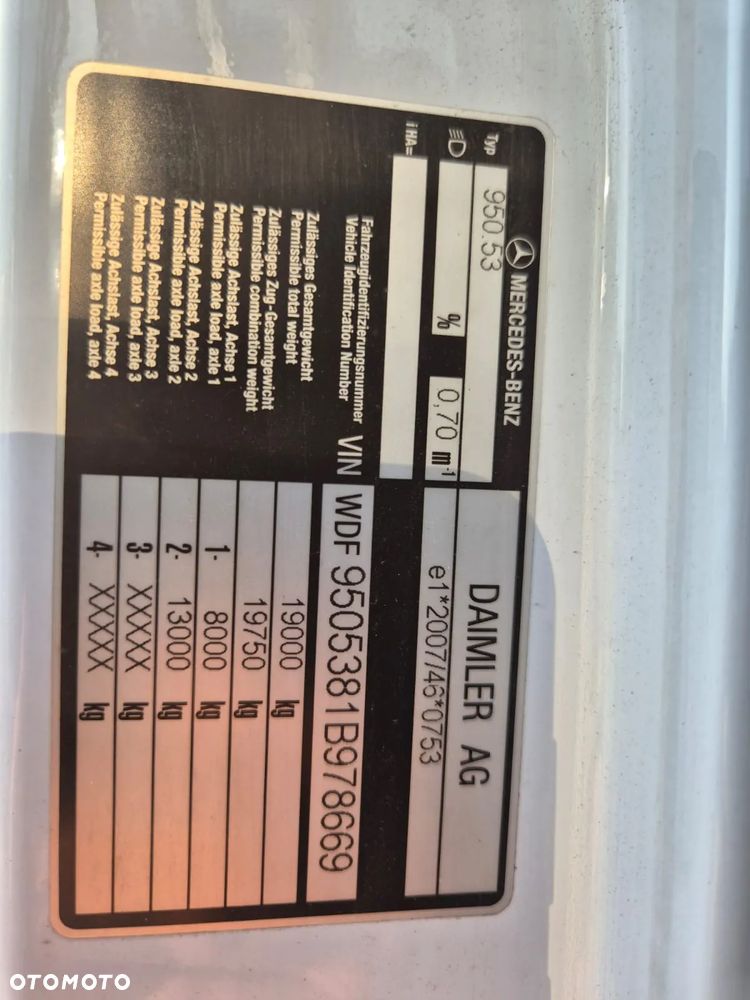 MERCEDES-BENZ
DAIMLER AG
Typ 950.53
e1*2007/46*0753
% 0,70 m-1
i HA=
Fahrzeugidentifizierungsnummer
Vehicle Identification Number
VIN WDF9505381B978669
Zulässiges Gesamtgewicht
Permissible total weight
19000 kg
Zulässiges Zug-Gesamtgewicht
Permissible combination weight
19750 kg
Zulässige Achslast, Achse 1
Permissible axle load, axle 1
1- 8000 kg
Zulässige Achslast, Achse 2
Permissible axle load, axle 2
2- 13000 kg
Zulässige Achslast, Achse 3
Permissible axle load, axle 3
3- XXXXX kg
Zulässige Achslast, Achse 4
Permissible axle load, axle 4
4- XXXXX kg
OTOMOTO